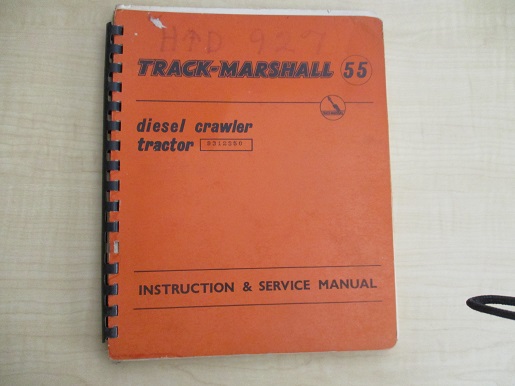 HTD 927
TRACK-MARSHALL 55
diesel crawler
tractor
INSTRUCTION & SERVICE MANUAL